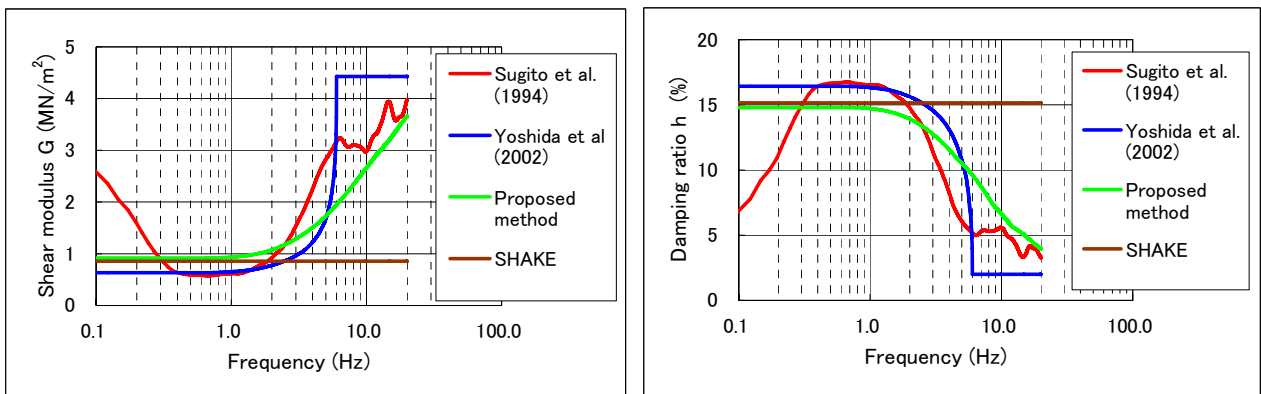 Shear modulus G (MN/m²)
5
4
3
2
1
0
0.1
1.0
10.0
100.0
Frequency (Hz)
Sugito et al.
(1994)
Yoshida et al
(2002)
Proposed
method
SHAKE
Damping ratio h (%)
20
15
10
5
0
0.1
1.0
10.0
100.0
Frequency (Hz)
Sugito et al.
(1994)
Yoshida et al.
(2002)
Proposed
method
SHAKE